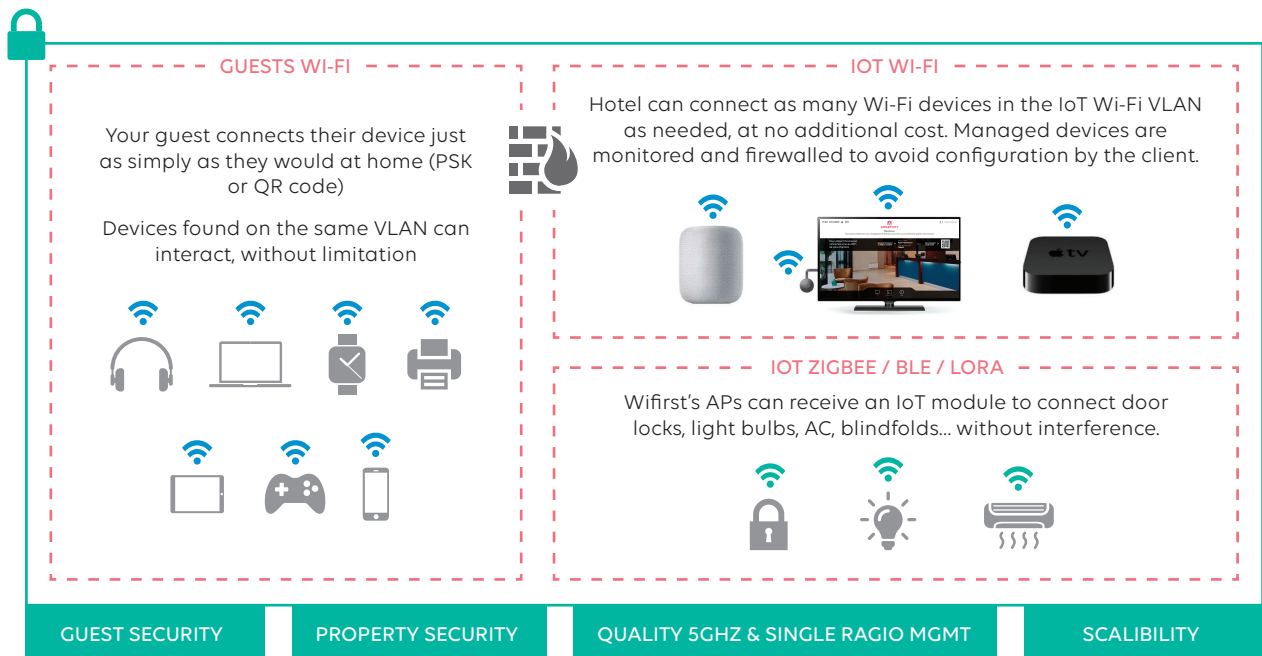 GUESTS WI-FI
Your guest connects their device just
as simply as they would at home (PSK
or QR code)
Devices found on the same VLAN can
interact, without limitation
IOT WI-FI
Hotel can connect as many Wi-Fi devices in the IoT Wi-Fi VLAN
as needed, at no additional cost. Managed devices are
monitored and firewalled to avoid configuration by the client.
tv
IOT ZIGBEE / BLE / LORA
Wifirst's APs can receive an IoT module to connect door
locks, light bulbs, AC, blindfolds... without interference.
GUEST SECURITY
PROPERTY SECURITY
QUALITY 5GHZ & SINGLE RAGIO MGMT
SCALIBILITY